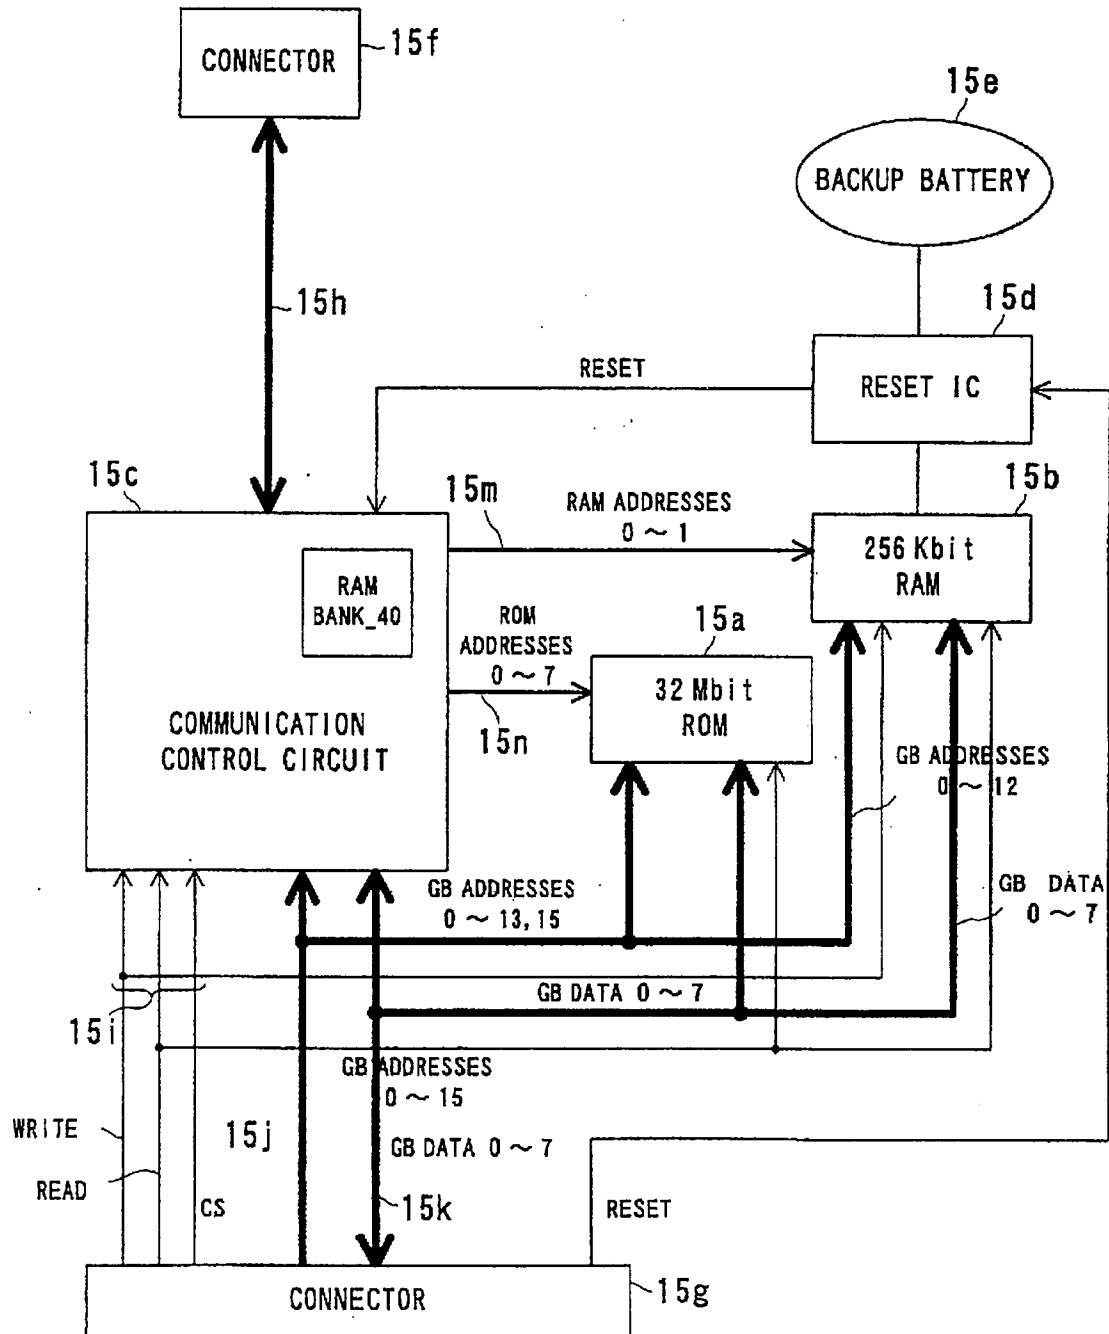 CONNECTOR
15f
15e
BACKUP BATTERY
15h
15d
RESET
RESET IC
15c
15m
RAM ADDRESSES
0 ~ 1
15b
256 Kbit
RAM
RAM
BANK_40
ROM
ADDRESSES
0 ~ 7
15a
32 Mbit
ROM
15n
COMMUNICATION
CONTROL CIRCUIT
GB ADDRESSES
0 ~ 12
GB ADDRESSES
0 ~ 13, 15
GB DATA
0 ~ 7
GB DATA 0 ~ 7
15i
GB ADDRESSES
0 ~ 15
WRITE
15j
GB DATA 0 ~ 7
READ
CS
15k
RESET
CONNECTOR
15g